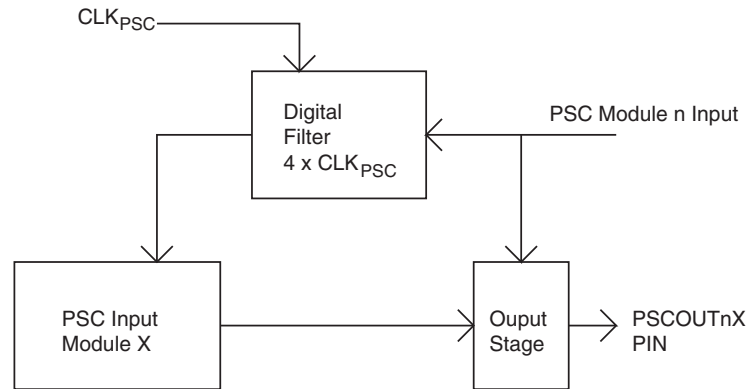 CLKPSC
Digital
Filter
4 x CLKPSC
PSC Module n Input
PSC Input
Module X
Ouput
Stage
PSCOUTnX
PIN